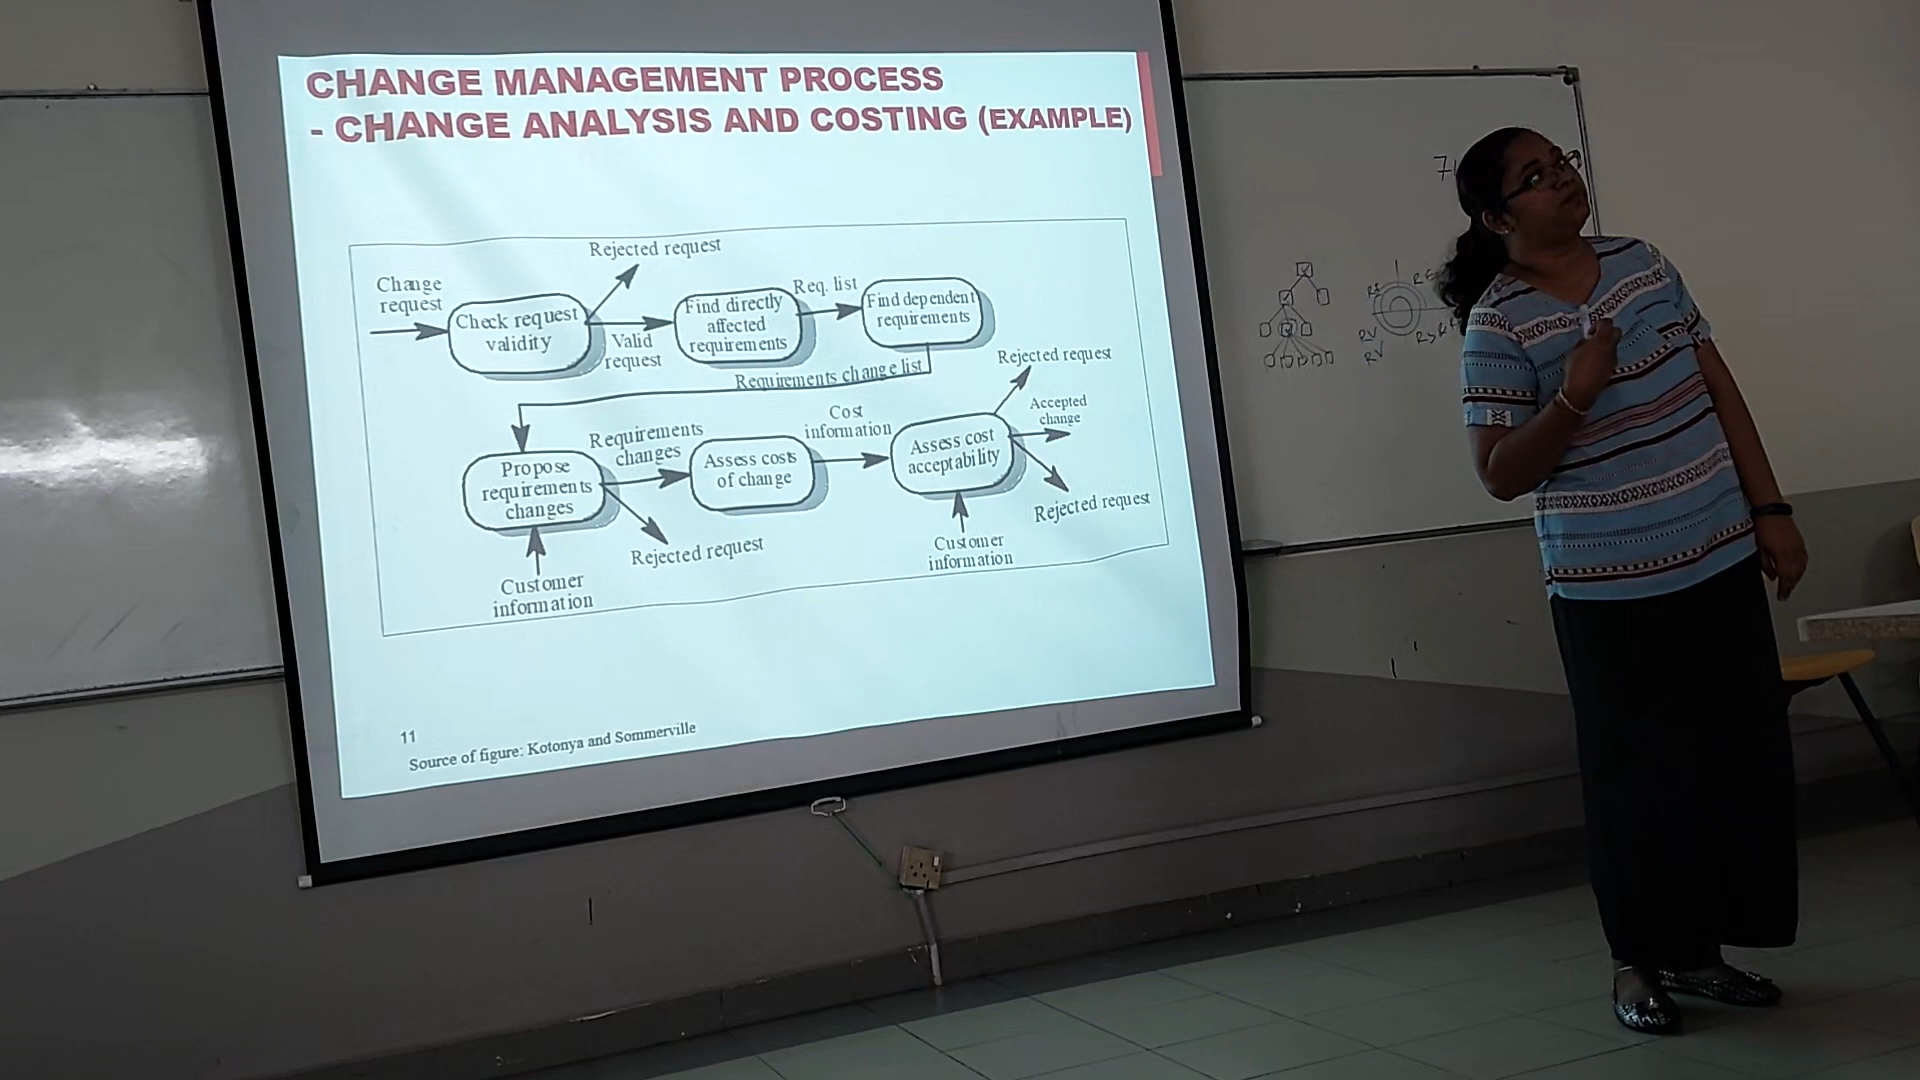 CHANGE MANAGEMENT PROCESS
- CHANGE ANALYSIS AND COSTING (EXAMPLE)
Rejected request
Change
request
Check request
validity
Valid
request
Find directly
affected
requirements
Req. list
Find dependent
requirements
Requirements change list
Propose
requirements
changes
Customer
information
Requirements
changes
Rejected request
Assess costs
of change
Cost
information
Assess cost
acceptability
Customer
information
Rejected request
Accepted
change
Rejected request
11
Source of figure: Kotonya and Sommerville
RV
RV